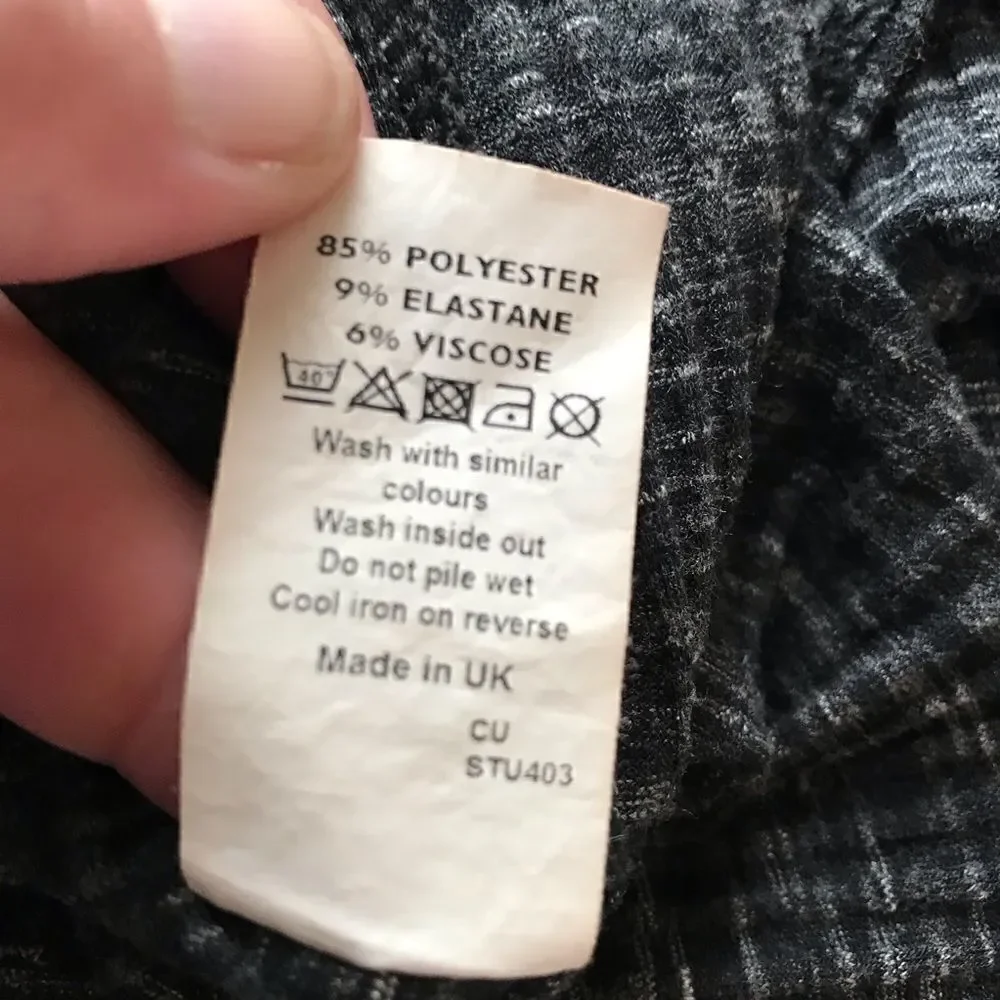 85% POLYESTER
9% ELASTANE
6% VISCOSE
40°
Wash with similar
colours
Wash inside out
Do not pile wet
Cool iron on reverse
Made in UK
CU
STU403